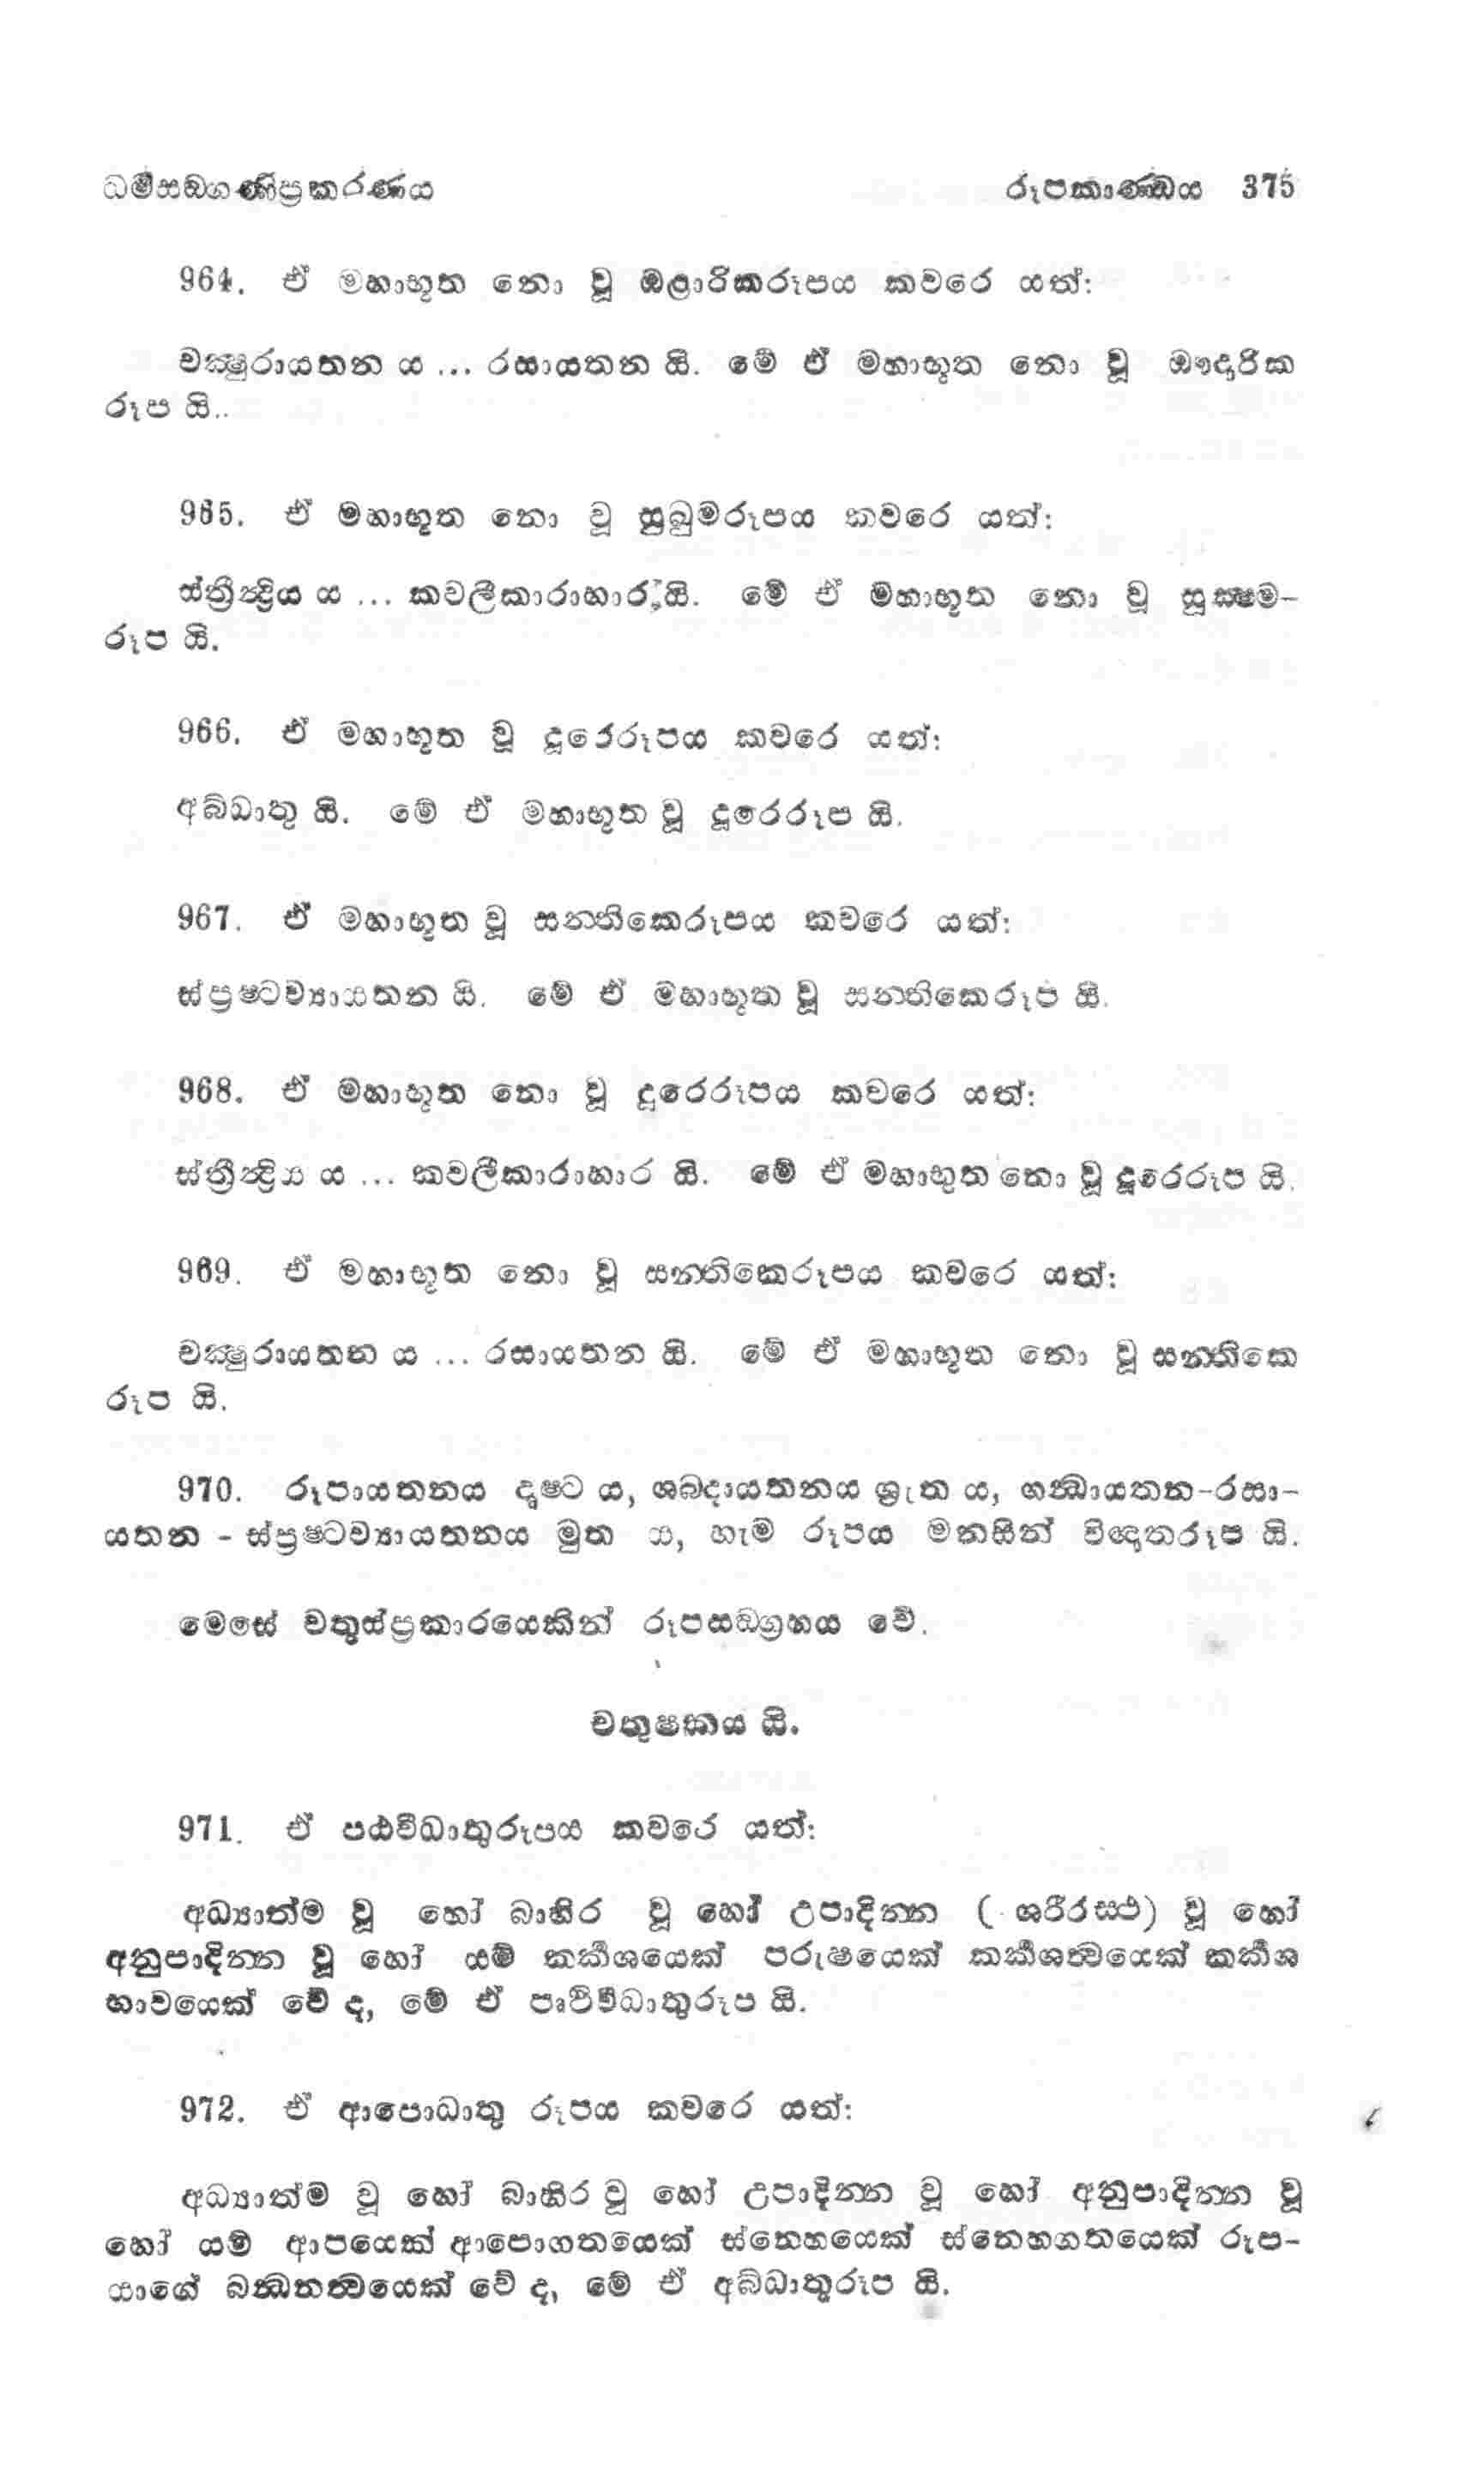 ධම්සඞ්ගණිප්‍රකරණය රූපකාණ්ඩය 375
964. ඒ මහාභූත නො වූ ඔළාරිකරූපය කවරෙ යත්:
චක්‍ෂුරායතන ය ... රසායතන යි. මේ ඒ මහාභූත නො වූ ඖදාරික
රූප යි..
965. ඒ මහාභූත නො වූ සුඛුමරූපය කවරෙ යත්:
ස්ත්‍රීන්‍ද්‍රිය ය ... කවලීකාරාහාර යි. මේ ඒ මහාභූත නො වූ සූක්‍ෂම-
රූප යි.
966. ඒ මහාභූත වූ දූරෙරූපය කවරෙ යත්:
අබ්ධාතු යි. මේ ඒ මහාභූත වූ දූරෙරූප යි.
967. ඒ මහාභූත වූ සන්‍තිකෙරූපය කවරෙ යත්:
ස්ප්‍රෂ්ටව්‍යායතන යි. මේ ඒ මහාභූත වූ සන්‍තිකෙරූප යි.
968. ඒ මහාභූත නො වූ දූරෙරූපය කවරෙ යත්:
ස්ත්‍රීන්‍ද්‍රිය ය ... කවලීකාරාහාර යි. මේ ඒ මහාභූත නො වූ දූරෙරූප යි.
969. ඒ මහාභූත නො වූ සන්‍තිකෙරූපය කවරෙ යත්:
චක්‍ෂුරායතන ය ... රසායතන යි. මේ ඒ මහාභූත නො වූ සන්‍තිකෙ
රූප යි.
970. රූපායතනය දෘෂ්ට ය, ශබ්දායතනය ශ්‍රැත ය, ගන්‍ධායතන-රසා-
යතන - ස්ප්‍රෂ්ටව්‍යායතනය මුත ය, හැම රූපය මනසින් විඥාතරූප යි.
මෙසේ චතුස්ප්‍රකාරයෙකින් රූපසඞ්ග්‍රහය වේ.
චතුෂ්කය යි.
971. ඒ පඨවීධාතුරූපය කවරෙ යත්:
අධ්‍යාත්ම වූ හෝ බාහිර වූ හෝ උපාදින්‍න (ශරීරස්ථ) වූ හෝ
අනුපාදින්‍න වූ හෝ යම් කර්කශයෙක් පරුෂයෙක් කර්කශත්‍වයෙක් කර්කශ
භාවයෙක් වේ ද, මේ ඒ පෘථිවීධාතුරූප යි.
972. ඒ ආපොධාතු රූපය කවරෙ යත්:
අධ්‍යාත්ම වූ හෝ බාහිර වූ හෝ උපාදින්‍න වූ හෝ අනුපාදින්‍න වූ
හෝ යම් ආපයෙක් ආපොගතයෙක් ස්නෙහයෙක් ස්නෙහගතයෙක් රූප-
යාගේ බන්‍ධනත්‍වයෙක් වේ ද, මේ ඒ අබ්ධාතුරූප යි.